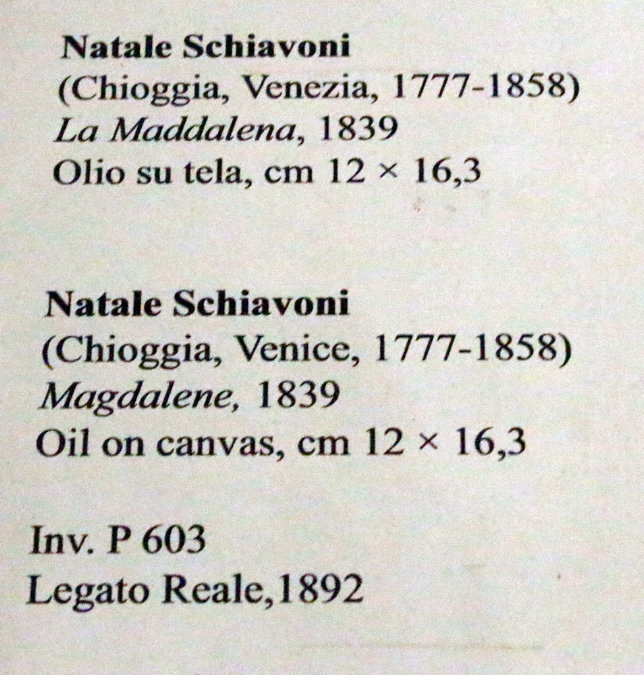 Natale Schiavoni
(Chioggia, Venezia, 1777-1858)
La Maddalena, 1839
Olio su tela, cm 12 × 16,3
Natale Schiavoni
(Chioggia, Venice, 1777-1858)
Magdalene, 1839
Oil on canvas, cm 12 × 16,3
Inv. P 603
Legato Reale,1892